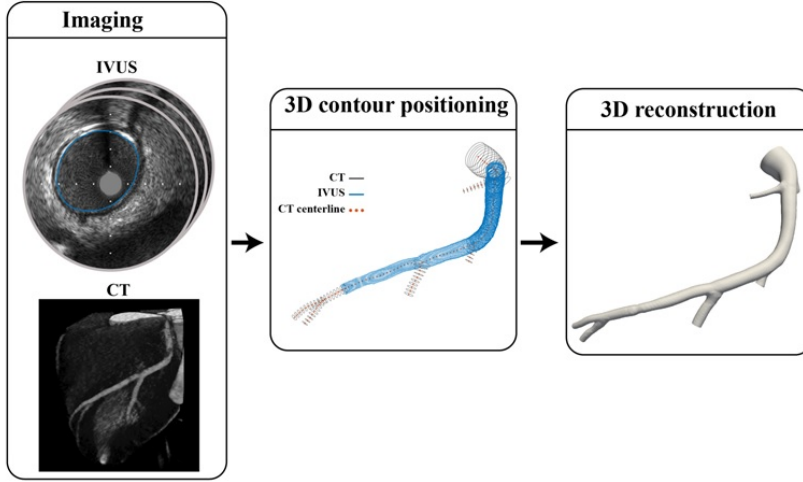 Imaging
IVUS
CT
3D contour positioning
CT
IVUS
CT centerline
3D reconstruction